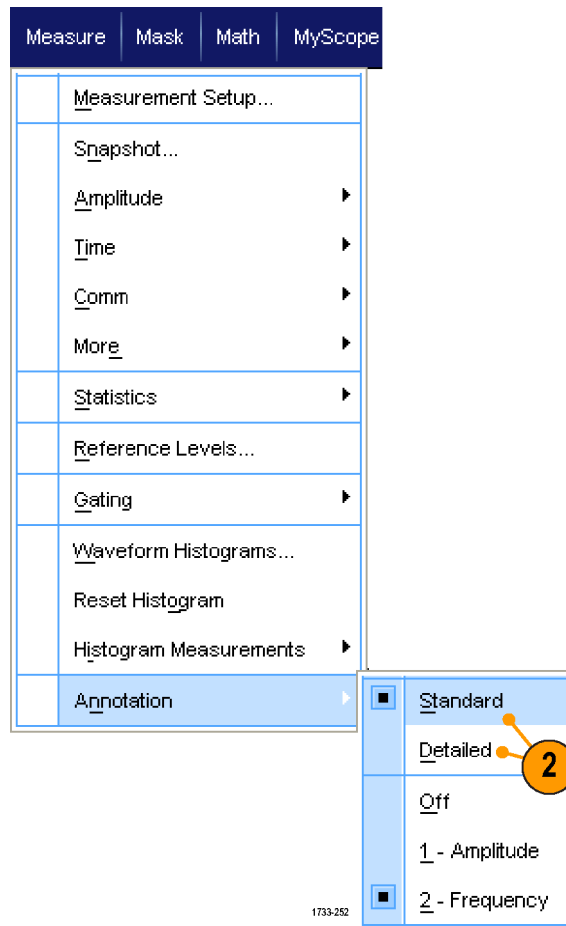 Measure Mask Math MyScope
Measurement Setup...
Snapshot...
Amplitude
Time
Comm
More
Statistics
Reference Levels...
Gating
Waveform Histograms...
Reset Histogram
Histogram Measurements
Annotation
Standard
Detailed
2
Off
1 - Amplitude
2 - Frequency
1733-252